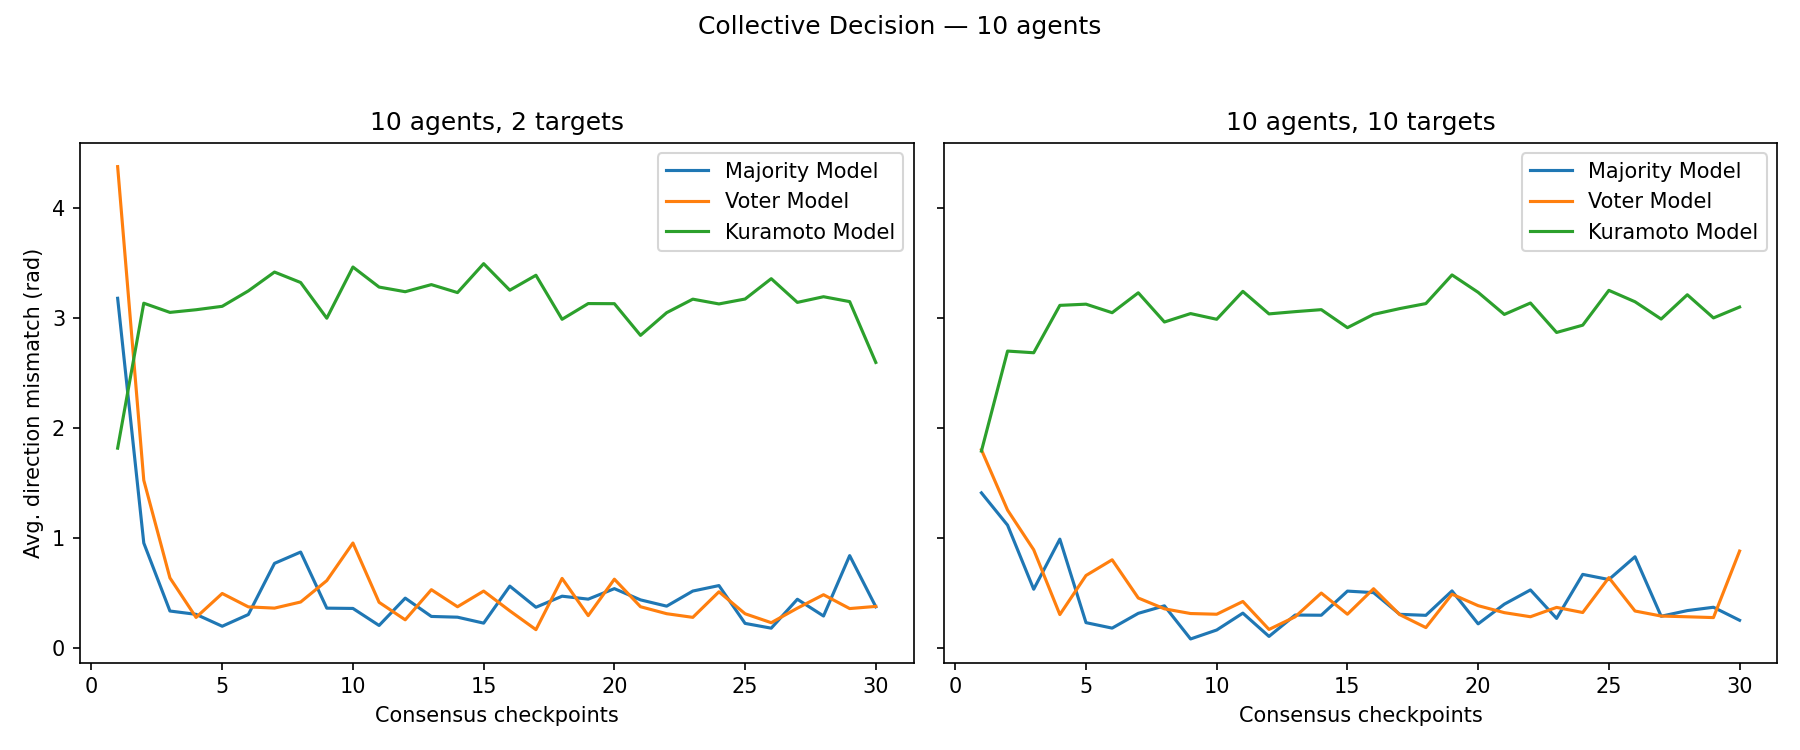 Collective Decision — 10 agents
10 agents, 2 targets
Majority Model
Voter Model
Kuramoto Model
Avg. direction mismatch (rad)
4
3
2
1
0
0 5 10 15 20 25 30
Consensus checkpoints
10 agents, 10 targets
Majority Model
Voter Model
Kuramoto Model
0 5 10 15 20 25 30
Consensus checkpoints